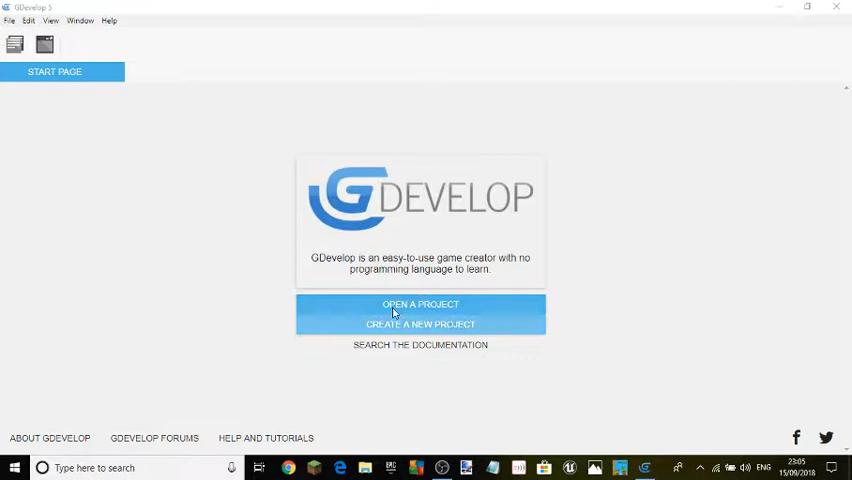 GDevelop 5
File Edit View Window Help
START PAGE
GDEVELOP
GDevelop is an easy-to-use game creator with no
programming language to learn.
OPEN A PROJECT
CREATE A NEW PROJECT
SEARCH THE DOCUMENTATION
ABOUT GDEVELOP GDEVELOP FORUMS HELP AND TUTORIALS
Type here to search
EPIC
ENG
23:05
15/09/2018